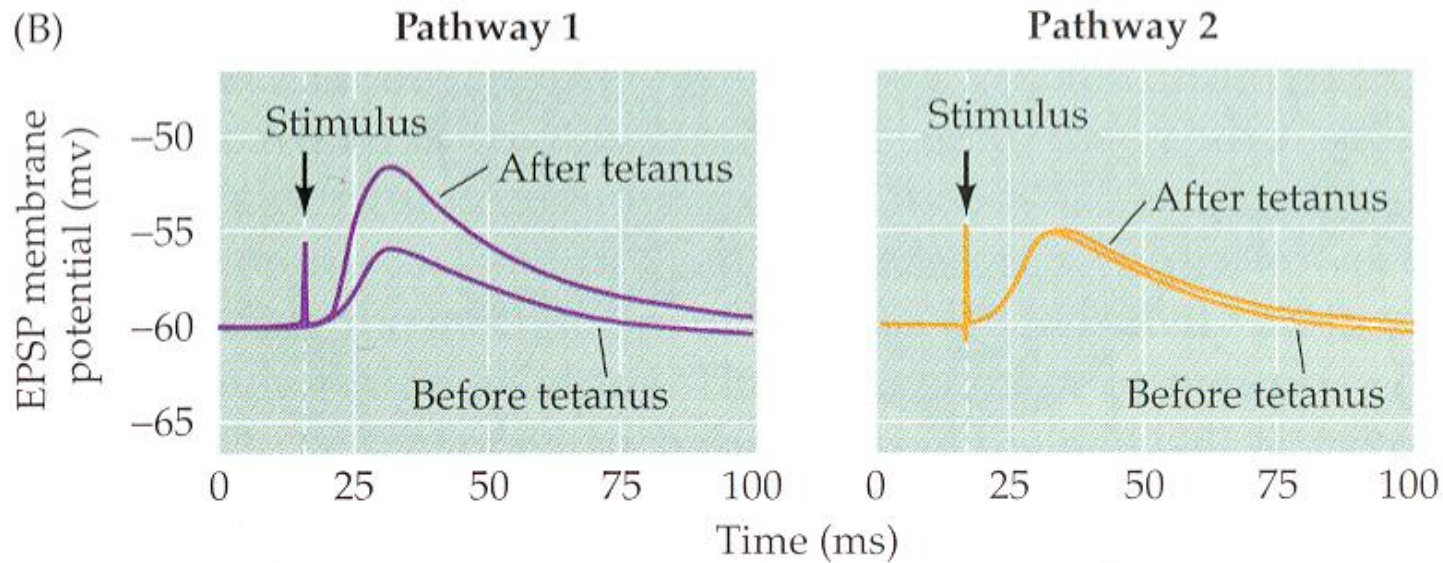 (B)
Pathway 1
Pathway 2
EPSP membrane
potential (mv)
–50
–55
–60
–65
Stimulus
After tetanus
Before tetanus
0 25 50 75 100
Stimulus
After tetanus
Before tetanus
0 25 50 75 100
Time (ms)